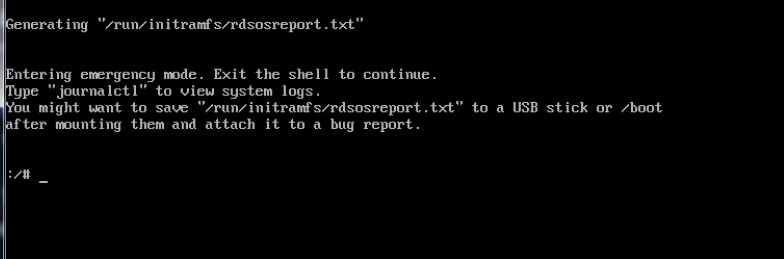 Generating "/run/initramfs/rdsosreport.txt"
Entering emergency mode. Exit the shell to continue.
Type "journalctl" to view system logs.
You might want to save "/run/initramfs/rdsosreport.txt" to a USB stick or /boot
after mounting them and attach it to a bug report.
:/# _